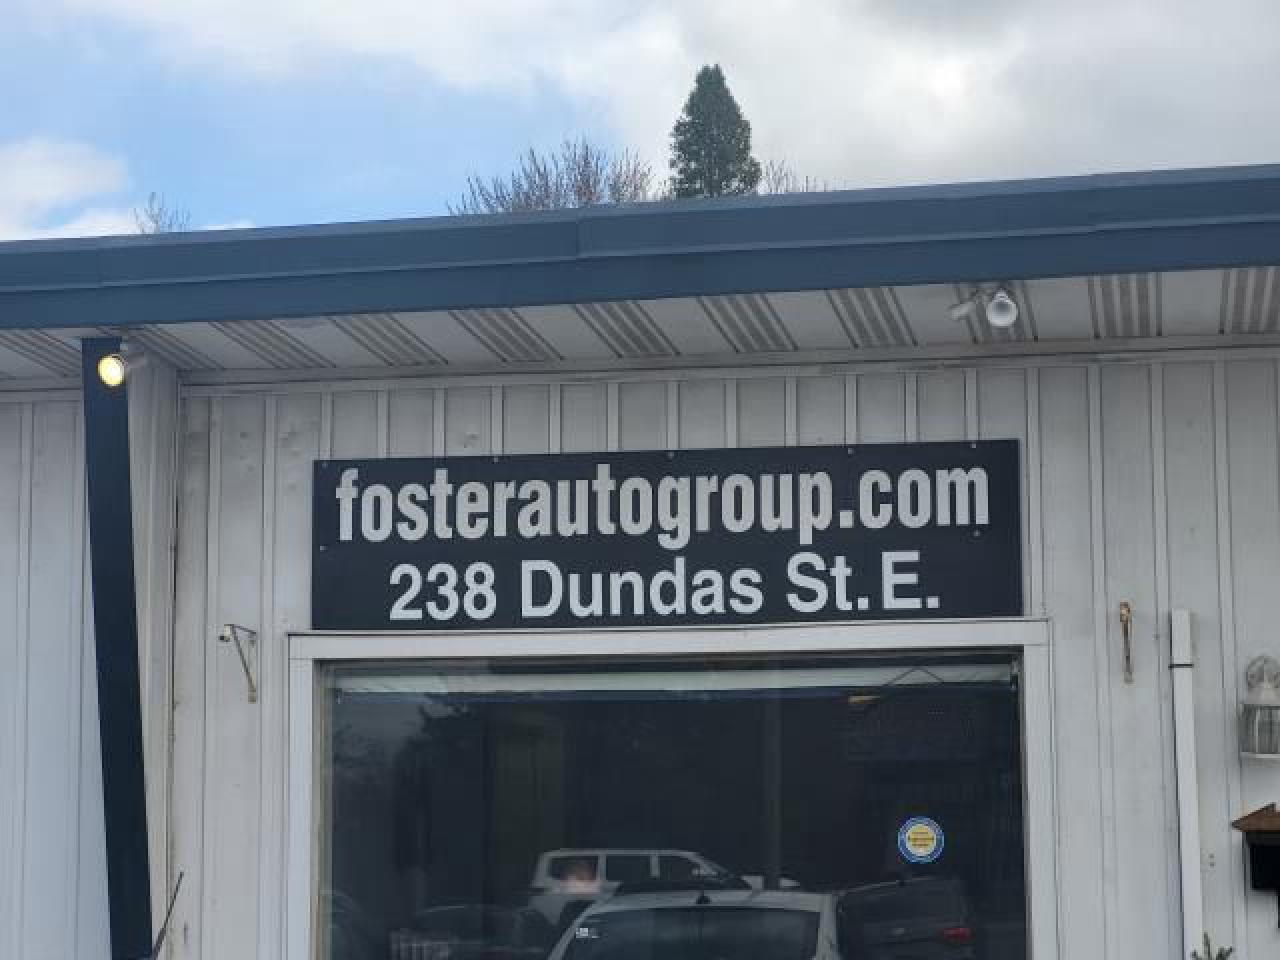 fosterautogroup.com
238 Dundas St. E.